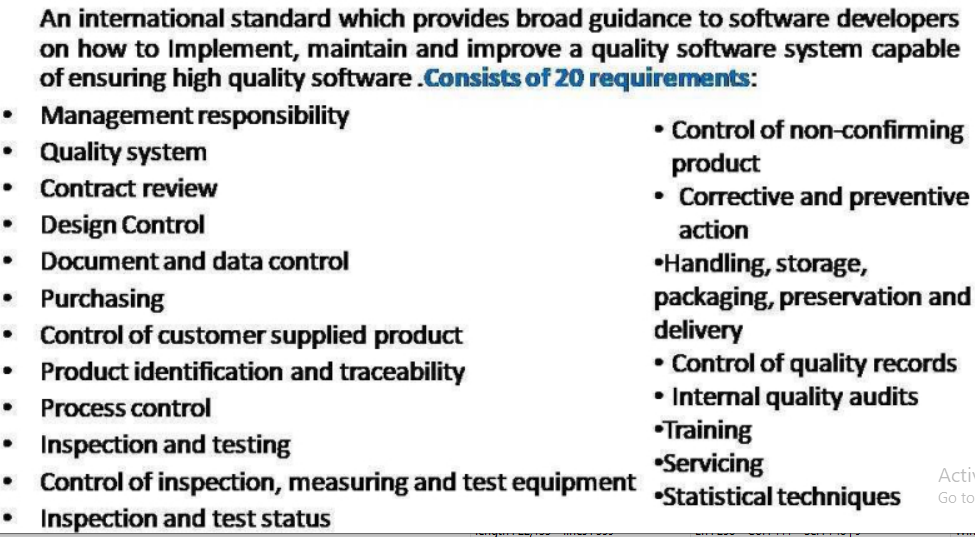 An international standard which provides broad guidance to software developers
on how to Implement, maintain and improve a quality software system capable
of ensuring high quality software .Consists of 20 requirements:
• Management responsibility
• Quality system
• Contract review
• Design Control
• Document and data control
• Purchasing
• Control of customer supplied product
• Product identification and traceability
• Process control
• Inspection and testing
• Control of inspection, measuring and test equipment
• Inspection and test status
• Control of non-confirming
product
• Corrective and preventive
action
•Handling, storage,
packaging, preservation and
delivery
• Control of quality records
• Internal quality audits
•Training
•Servicing
•Statistical techniques
Go to